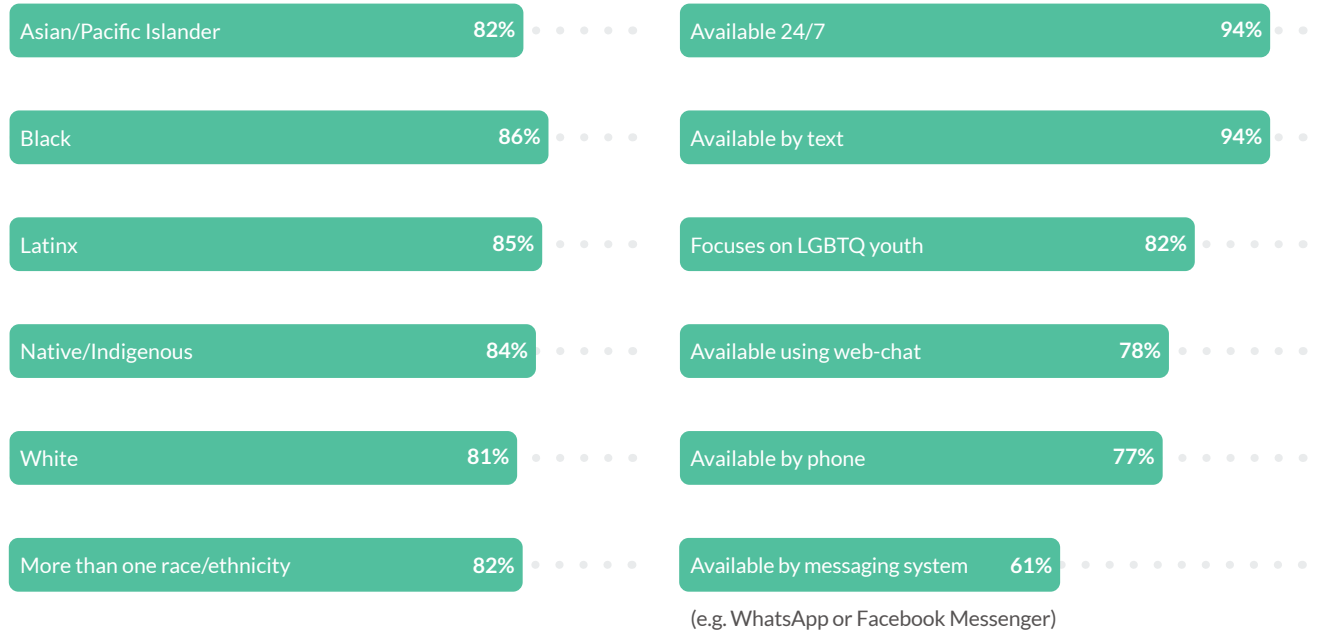 Asian/Pacific Islander 82%
Black 86%
Latinx 85%
Native/Indigenous 84%
White 81%
More than one race/ethnicity 82%
Available 24/7 94%
Available by text 94%
Focuses on LGBTQ youth 82%
Available using web-chat 78%
Available by phone 77%
Available by messaging system 61%
(e.g. WhatsApp or Facebook Messenger)